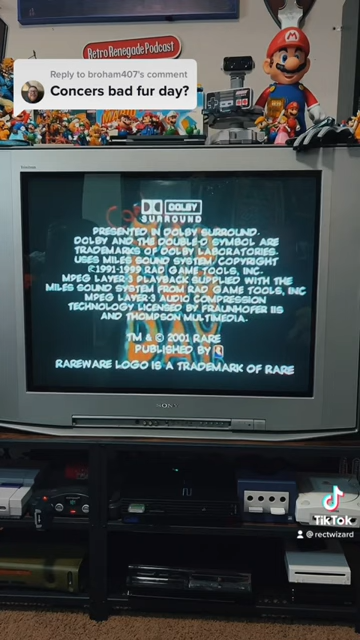 Retro Renegade Podcast
Reply to broham407's comment
Concers bad fur day?
DOLBY
SURROUND
PRESENTED IN DOLBY SURROUND.
DOLBY AND THE DOUBLE-D SYMBOL ARE
TRADEMARKS OF DOLBY LABORATORIES.
USES MILES SOUND SYSTEM, COPYRIGHT
©1991-1999 RAD GAME TOOLS, INC.
MPEG LAYER-3 PLAYBACK SUPPLIED WITH THE
MILES SOUND SYSTEM FROM RAD GAME TOOLS, INC
MPEG LAYER-3 AUDIO COMPRESSION
TECHNOLOGY LICENSED BY FRAUNHOFER IIS
AND THOMPSON MULTIMEDIA.
TM & © 2001 RARE
PUBLISHED BY
RAREWARE LOGO IS A TRADEMARK OF RARE
SONY
TikTok
@rectwizard